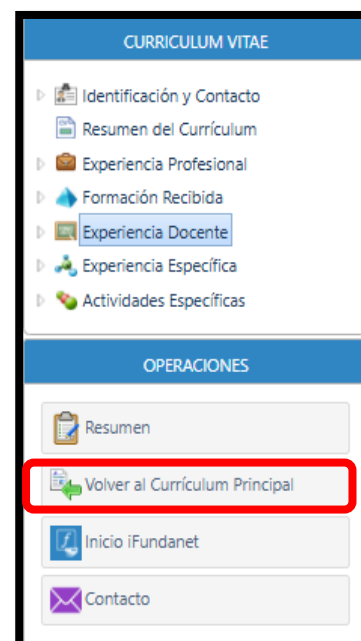 CURRICULUM VITAE
Identificación y Contacto
Resumen del Currículum
Experiencia Profesional
Formación Recibida
Experiencia Docente
Experiencia Específica
Actividades Específicas
OPERACIONES
Resumen
Volver al Currículum Principal
Inicio iFundanet
Contacto